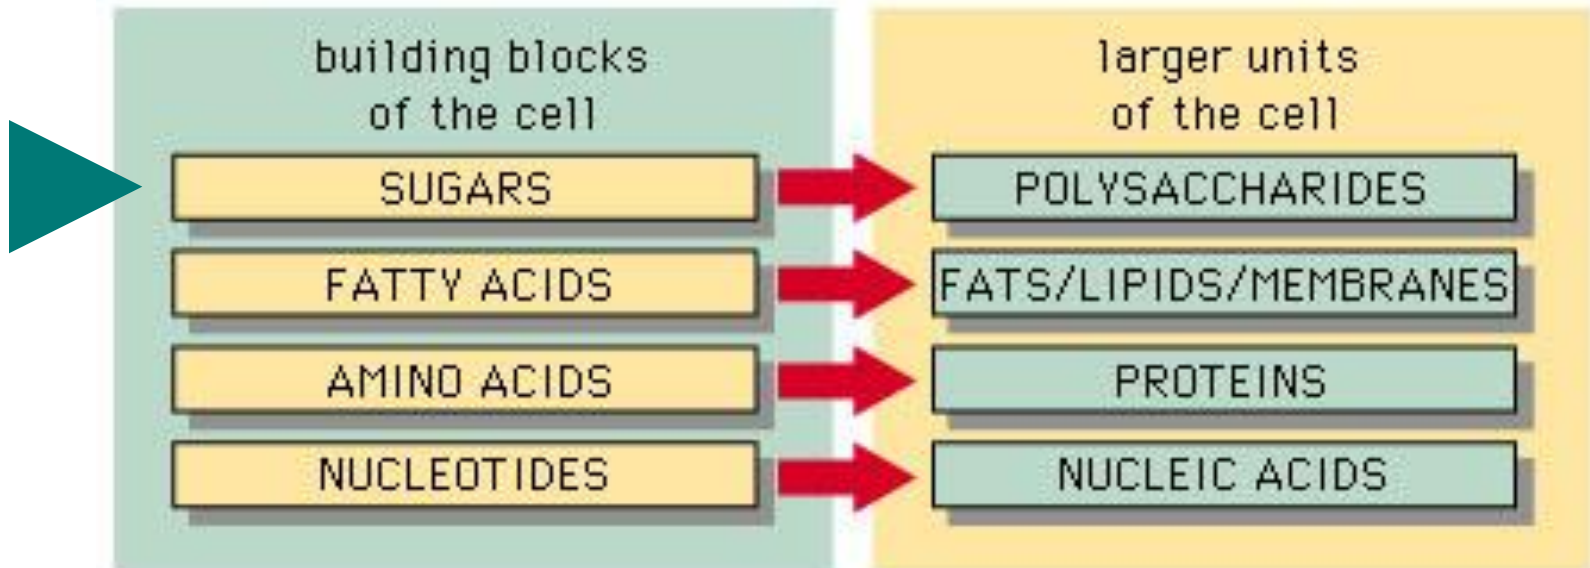 building blocks
of the cell
SUGARS
FATTY ACIDS
AMINO ACIDS
NUCLEOTIDES
larger units
of the cell
POLYSACCHARIDES
FATS/LIPIDS/MEMBRANES
PROTEINS
NUCLEIC ACIDS